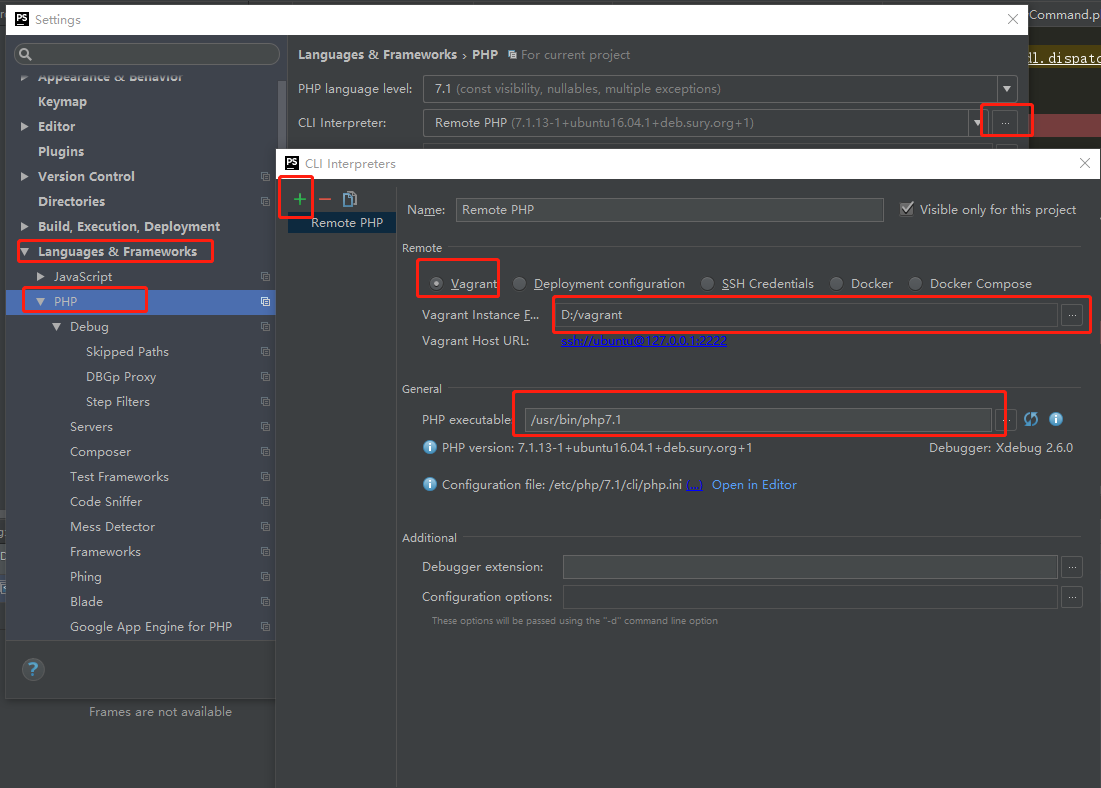 PS Settings
Command.p
Languages & Frameworks › PHP For current project
Appearance & Behavior
Keymap
Editor
Plugins
Version Control
Directories
Build, Execution, Deployment
Languages & Frameworks
JavaScript
PHP
Debug
Skipped Paths
DBGp Proxy
Step Filters
Servers
Composer
Test Frameworks
Code Sniffer
Mess Detector
Frameworks
Phing
Blade
Google App Engine for PHP
?
Frames are not available
PHP language level: 7.1 (const visibility, nullables, multiple exceptions)
dl.dispatc
CLI Interpreter: Remote PHP (7.1.13-1+ubuntu16.04.1+deb.sury.org+1) ...
PS CLI Interpreters
Remote PHP
Name: Remote PHP Visible only for this project
Remote
Vagrant Deployment configuration SSH Credentials Docker Docker Compose
Vagrant Instance F... D:/vagrant ...
Vagrant Host URL: ssh://ubuntu@127.0.0.1:2222
General
PHP executable: /usr/bin/php7.1
PHP version: 7.1.13-1+ubuntu16.04.1+deb.sury.org+1 Debugger: Xdebug 2.6.0
Configuration file: /etc/php/7.1/cli/php.ini (...) Open in Editor
Additional
Debugger extension: ...
Configuration options: ...
These options will be passed using the "-d" command line option